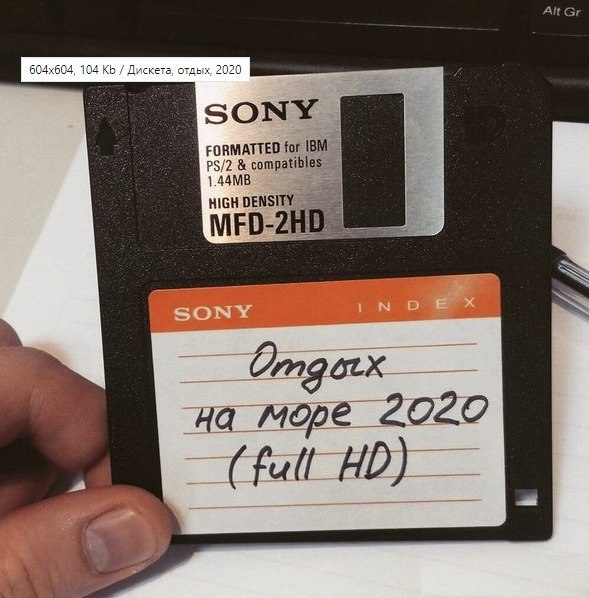 Alt Gr
604x604, 104 Kb / Дискета, отдых, 2020
SONY
FORMATTED for IBM
PS/2 & compatibles
1.44MB
HIGH DENSITY
MFD-2HD
SONY INDEX
Отдых
на море 2020
(full HD)